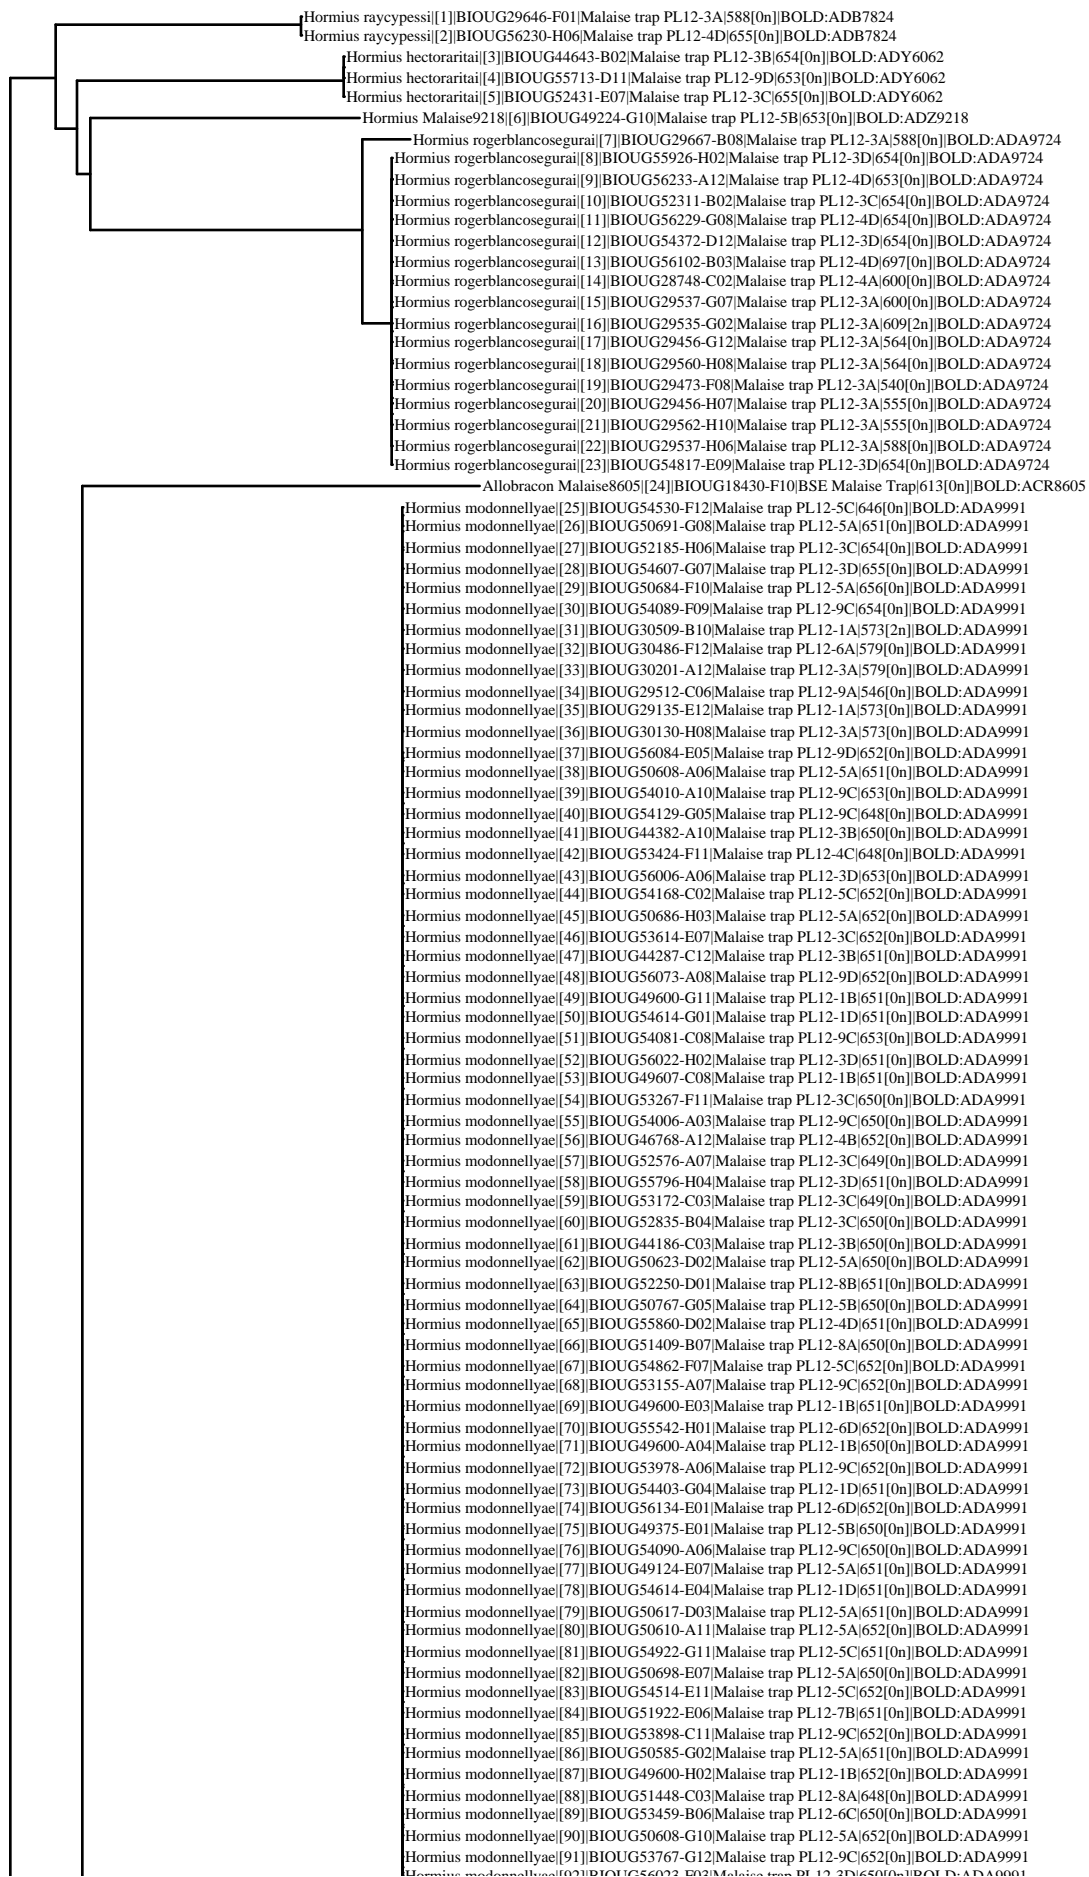 Hormius raycypessi|[1]|BIOUG29646-F01|Malaise trap PL12-3A|588[0n]|BOLD:ADB7824
Hormius raycypessi|[2]|BIOUG56230-H06|Malaise trap PL12-4D|655[0n]|BOLD:ADB7824
Hormius hectoraritai|[3]|BIOUG44643-B02|Malaise trap PL12-3B|654[0n]|BOLD:ADY6062
Hormius hectoraritai|[4]|BIOUG55713-D11|Malaise trap PL12-9D|653[0n]|BOLD:ADY6062
Hormius hectoraritai|[5]|BIOUG52431-E07|Malaise trap PL12-3C|655[0n]|BOLD:ADY6062
Hormius Malaise9218|[6]|BIOUG49224-G10|Malaise trap PL12-5B|653[0n]|BOLD:ADZ9218
Hormius rogerblancosegurai|[7]|BIOUG29667-B08|Malaise trap PL12-3A|588[0n]|BOLD:ADA9724
Hormius rogerblancosegurai|[8]|BIOUG55926-H02|Malaise trap PL12-3D|654[0n]|BOLD:ADA9724
Hormius rogerblancosegurai|[9]|BIOUG56233-A12|Malaise trap PL12-4D|653[0n]|BOLD:ADA9724
Hormius rogerblancosegurai|[10]|BIOUG52311-B02|Malaise trap PL12-3C|654[0n]|BOLD:ADA9724
Hormius rogerblancosegurai|[11]|BIOUG56229-G08|Malaise trap PL12-4D|654[0n]|BOLD:ADA9724
Hormius rogerblancosegurai|[12]|BIOUG54372-D12|Malaise trap PL12-3D|654[0n]|BOLD:ADA9724
Hormius rogerblancosegurai|[13]|BIOUG56102-B03|Malaise trap PL12-4D|697[0n]|BOLD:ADA9724
Hormius rogerblancosegurai|[14]|BIOUG28748-C02|Malaise trap PL12-4A|600[0n]|BOLD:ADA9724
Hormius rogerblancosegurai|[15]|BIOUG29537-G07|Malaise trap PL12-3A|600[0n]|BOLD:ADA9724
Hormius rogerblancosegurai|[16]|BIOUG29535-G02|Malaise trap PL12-3A|609[2n]|BOLD:ADA9724
Hormius rogerblancosegurai|[17]|BIOUG29456-G12|Malaise trap PL12-3A|564[0n]|BOLD:ADA9724
Hormius rogerblancosegurai|[18]|BIOUG29560-H08|Malaise trap PL12-3A|564[0n]|BOLD:ADA9724
Hormius rogerblancosegurai|[19]|BIOUG29473-F08|Malaise trap PL12-3A|540[0n]|BOLD:ADA9724
Hormius rogerblancosegurai|[20]|BIOUG29456-H07|Malaise trap PL12-3A|555[0n]|BOLD:ADA9724
Hormius rogerblancosegurai|[21]|BIOUG29562-H10|Malaise trap PL12-3A|555[0n]|BOLD:ADA9724
Hormius rogerblancosegurai|[22]|BIOUG29537-H06|Malaise trap PL12-3A|588[0n]|BOLD:ADA9724
Hormius rogerblancosegurai|[23]|BIOUG54817-E09|Malaise trap PL12-3D|654[0n]|BOLD:ADA9724
Allobracon Malaise8605|[24]|BIOUG18430-F10|BSE Malaise Trap|613[0n]|BOLD:ACR8605
Hormius modonnellyae|[25]|BIOUG54530-F12|Malaise trap PL12-5C|646[0n]|BOLD:ADA9991
Hormius modonnellyae|[26]|BIOUG50691-G08|Malaise trap PL12-5A|651[0n]|BOLD:ADA9991
Hormius modonnellyae|[27]|BIOUG52185-H06|Malaise trap PL12-3C|654[0n]|BOLD:ADA9991
Hormius modonnellyae|[28]|BIOUG54607-G07|Malaise trap PL12-3D|655[0n]|BOLD:ADA9991
Hormius modonnellyae|[29]|BIOUG50684-F10|Malaise trap PL12-5A|656[0n]|BOLD:ADA9991
Hormius modonnellyae|[30]|BIOUG54089-F09|Malaise trap PL12-9C|654[0n]|BOLD:ADA9991
Hormius modonnellyae|[31]|BIOUG30509-B10|Malaise trap PL12-1A|573[2n]|BOLD:ADA9991
Hormius modonnellyae|[32]|BIOUG30486-F12|Malaise trap PL12-6A|579[0n]|BOLD:ADA9991
Hormius modonnellyae|[33]|BIOUG30201-A12|Malaise trap PL12-3A|579[0n]|BOLD:ADA9991
Hormius modonnellyae|[34]|BIOUG29512-C06|Malaise trap PL12-9A|546[0n]|BOLD:ADA9991
Hormius modonnellyae|[35]|BIOUG29135-E12|Malaise trap PL12-1A|573[0n]|BOLD:ADA9991
Hormius modonnellyae|[36]|BIOUG30130-H08|Malaise trap PL12-3A|573[0n]|BOLD:ADA9991
Hormius modonnellyae|[37]|BIOUG56084-E05|Malaise trap PL12-9D|652[0n]|BOLD:ADA9991
Hormius modonnellyae|[38]|BIOUG50608-A06|Malaise trap PL12-5A|651[0n]|BOLD:ADA9991
Hormius modonnellyae|[39]|BIOUG54010-A10|Malaise trap PL12-9C|653[0n]|BOLD:ADA9991
Hormius modonnellyae|[40]|BIOUG54129-G05|Malaise trap PL12-9C|648[0n]|BOLD:ADA9991
Hormius modonnellyae|[41]|BIOUG44382-A10|Malaise trap PL12-3B|650[0n]|BOLD:ADA9991
Hormius modonnellyae|[42]|BIOUG53424-F11|Malaise trap PL12-4C|648[0n]|BOLD:ADA9991
Hormius modonnellyae|[43]|BIOUG56006-A06|Malaise trap PL12-3D|653[0n]|BOLD:ADA9991
Hormius modonnellyae|[44]|BIOUG54168-C02|Malaise trap PL12-5C|652[0n]|BOLD:ADA9991
Hormius modonnellyae|[45]|BIOUG50686-H03|Malaise trap PL12-5A|652[0n]|BOLD:ADA9991
Hormius modonnellyae|[46]|BIOUG53614-E07|Malaise trap PL12-3C|652[0n]|BOLD:ADA9991
Hormius modonnellyae|[47]|BIOUG44287-C12|Malaise trap PL12-3B|651[0n]|BOLD:ADA9991
Hormius modonnellyae|[48]|BIOUG56073-A08|Malaise trap PL12-9D|652[0n]|BOLD:ADA9991
Hormius modonnellyae|[49]|BIOUG49600-G11|Malaise trap PL12-1B|651[0n]|BOLD:ADA9991
Hormius modonnellyae|[50]|BIOUG54614-G01|Malaise trap PL12-1D|651[0n]|BOLD:ADA9991
Hormius modonnellyae|[51]|BIOUG54081-C08|Malaise trap PL12-9C|653[0n]|BOLD:ADA9991
Hormius modonnellyae|[52]|BIOUG56022-H02|Malaise trap PL12-3D|651[0n]|BOLD:ADA9991
Hormius modonnellyae|[53]|BIOUG49607-C08|Malaise trap PL12-1B|651[0n]|BOLD:ADA9991
Hormius modonnellyae|[54]|BIOUG53267-F11|Malaise trap PL12-3C|650[0n]|BOLD:ADA9991
Hormius modonnellyae|[55]|BIOUG54006-A03|Malaise trap PL12-9C|650[0n]|BOLD:ADA9991
Hormius modonnellyae|[56]|BIOUG46768-A12|Malaise trap PL12-4B|652[0n]|BOLD:ADA9991
Hormius modonnellyae|[57]|BIOUG52576-A07|Malaise trap PL12-3C|649[0n]|BOLD:ADA9991
Hormius modonnellyae|[58]|BIOUG55796-H04|Malaise trap PL12-3D|651[0n]|BOLD:ADA9991
Hormius modonnellyae|[59]|BIOUG53172-C03|Malaise trap PL12-3C|649[0n]|BOLD:ADA9991
Hormius modonnellyae|[60]|BIOUG52835-B04|Malaise trap PL12-3C|650[0n]|BOLD:ADA9991
Hormius modonnellyae|[61]|BIOUG44186-C03|Malaise trap PL12-3B|650[0n]|BOLD:ADA9991
Hormius modonnellyae|[62]|BIOUG50623-D02|Malaise trap PL12-5A|650[0n]|BOLD:ADA9991
Hormius modonnellyae|[63]|BIOUG52250-D01|Malaise trap PL12-8B|651[0n]|BOLD:ADA9991
Hormius modonnellyae|[64]|BIOUG50767-G05|Malaise trap PL12-5B|650[0n]|BOLD:ADA9991
Hormius modonnellyae|[65]|BIOUG55860-D02|Malaise trap PL12-4D|651[0n]|BOLD:ADA9991
Hormius modonnellyae|[66]|BIOUG51409-B07|Malaise trap PL12-8A|650[0n]|BOLD:ADA9991
Hormius modonnellyae|[67]|BIOUG54862-F07|Malaise trap PL12-5C|652[0n]|BOLD:ADA9991
Hormius modonnellyae|[68]|BIOUG53155-A07|Malaise trap PL12-9C|652[0n]|BOLD:ADA9991
Hormius modonnellyae|[69]|BIOUG49600-E03|Malaise trap PL12-1B|651[0n]|BOLD:ADA9991
Hormius modonnellyae|[70]|BIOUG55542-H01|Malaise trap PL12-6D|652[0n]|BOLD:ADA9991
Hormius modonnellyae|[71]|BIOUG49600-A04|Malaise trap PL12-1B|650[0n]|BOLD:ADA9991
Hormius modonnellyae|[72]|BIOUG53978-A06|Malaise trap PL12-9C|652[0n]|BOLD:ADA9991
Hormius modonnellyae|[73]|BIOUG54403-G04|Malaise trap PL12-1D|651[0n]|BOLD:ADA9991
Hormius modonnellyae|[74]|BIOUG56134-E01|Malaise trap PL12-6D|652[0n]|BOLD:ADA9991
Hormius modonnellyae|[75]|BIOUG49375-E01|Malaise trap PL12-5B|650[0n]|BOLD:ADA9991
Hormius modonnellyae|[76]|BIOUG54090-A06|Malaise trap PL12-9C|650[0n]|BOLD:ADA9991
Hormius modonnellyae|[77]|BIOUG49124-E07|Malaise trap PL12-5A|651[0n]|BOLD:ADA9991
Hormius modonnellyae|[78]|BIOUG54614-E04|Malaise trap PL12-1D|651[0n]|BOLD:ADA9991
Hormius modonnellyae|[79]|BIOUG50617-D03|Malaise trap PL12-5A|651[0n]|BOLD:ADA9991
Hormius modonnellyae|[80]|BIOUG50610-A11|Malaise trap PL12-5A|652[0n]|BOLD:ADA9991
Hormius modonnellyae|[81]|BIOUG54922-G11|Malaise trap PL12-5C|651[0n]|BOLD:ADA9991
Hormius modonnellyae|[82]|BIOUG50698-E07|Malaise trap PL12-5A|650[0n]|BOLD:ADA9991
Hormius modonnellyae|[83]|BIOUG54514-E11|Malaise trap PL12-5C|652[0n]|BOLD:ADA9991
Hormius modonnellyae|[84]|BIOUG51922-E06|Malaise trap PL12-7B|651[0n]|BOLD:ADA9991
Hormius modonnellyae|[85]|BIOUG53898-C11|Malaise trap PL12-9C|652[0n]|BOLD:ADA9991
Hormius modonnellyae|[86]|BIOUG50585-G02|Malaise trap PL12-5A|651[0n]|BOLD:ADA9991
Hormius modonnellyae|[87]|BIOUG49600-H02|Malaise trap PL12-1B|652[0n]|BOLD:ADA9991
Hormius modonnellyae|[88]|BIOUG51448-C03|Malaise trap PL12-8A|648[0n]|BOLD:ADA9991
Hormius modonnellyae|[89]|BIOUG53459-B06|Malaise trap PL12-6C|650[0n]|BOLD:ADA9991
Hormius modonnellyae|[90]|BIOUG50608-G10|Malaise trap PL12-5A|652[0n]|BOLD:ADA9991
Hormius modonnellyae|[91]|BIOUG53767-G12|Malaise trap PL12-9C|652[0n]|BOLD:ADA9991
Hormius modonnellyae|[92]|BIOUG56023-F03|Malaise trap PL12-3D|650[0n]|BOLD:ADA9991